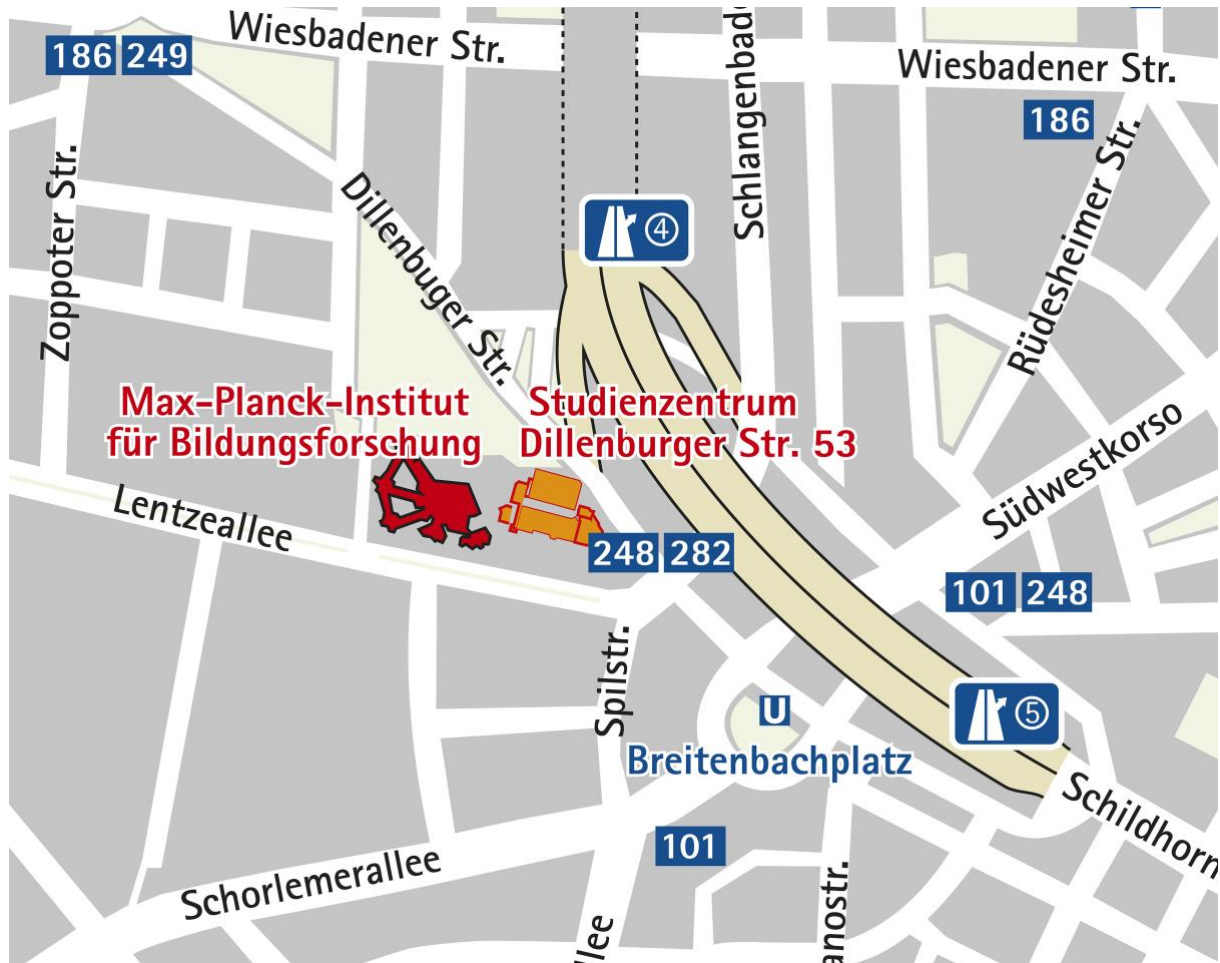 Wiesbadener Str.
186 249
Schlangenbade
Wiesbadener Str.
186
Zoppoter Str.
Dillenbuger Str.
4
Rüdesheimer Str.
Max-Planck-Institut
für Bildungsforschung
Studienzentrum
Dillenburger Str. 53
Südwestkorso
Lentzeallee
248 282
101 248
Spilstr.
U
Breitenbachplatz
5
Schildhorn
101
Schorlemerallee
llee
anostr.